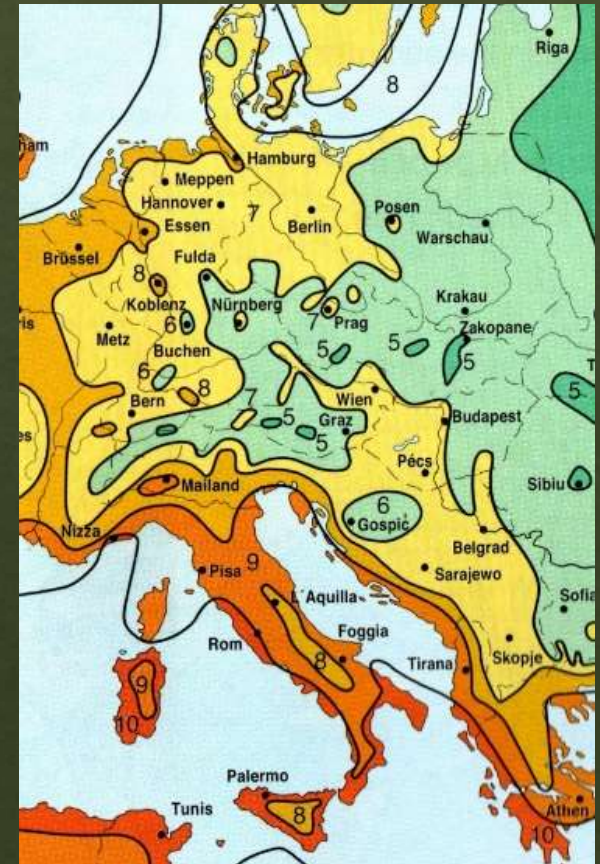 8
Riga
ham
Hamburg
Meppen
Hannover
7
Posen
Essen
Berlin
Warschau
Brüssel
Fulda
8
Krakau
Koblenz
Nürnberg
ris
6
7
Prag
Zakopane
Metz
Buchen
5
5
5
T
6
8
5
Bern
7
Wien
5
Graz
Budapest
es
5
Pécs
Mailand
Sibiu
6
Gospič
Nizza
Belgrad
9
Pisa
Sarajewo
L´Aquilla
Sofia
Foggia
Rom
8
Tirana
Skopje
9
10
Palermo
Tunis
8
Athen
10